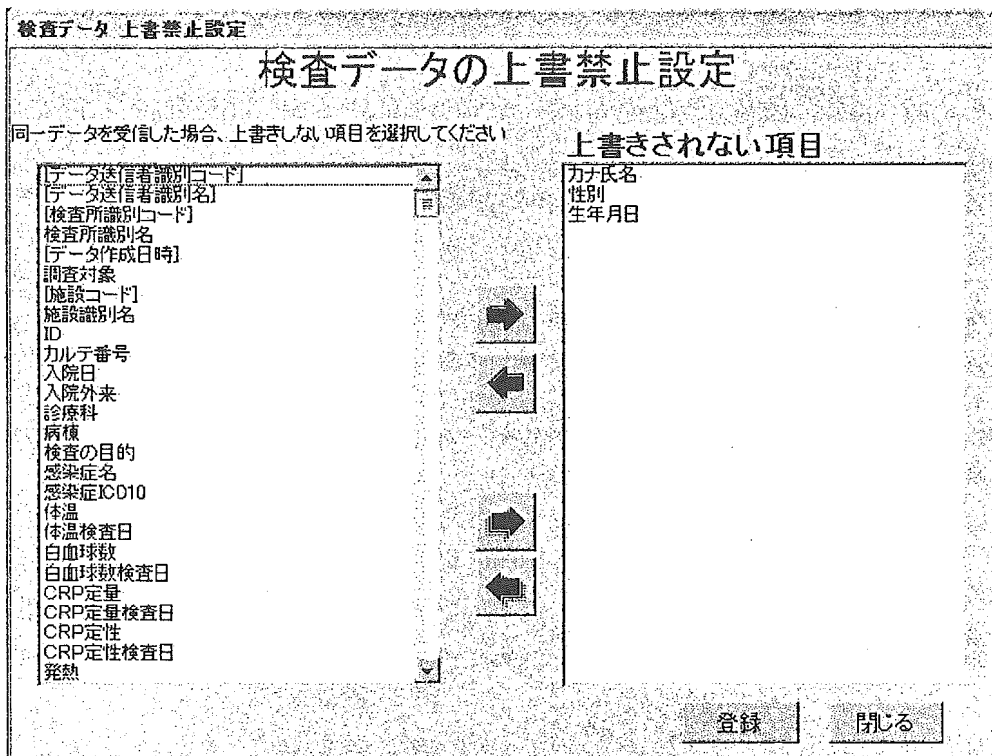 検査データ 上書禁止設定
検査データの上書禁止設定
同一データを受信した場合、上書きしない項目を選択してください
[データ送信者識別コード]
[データ送信者識別名]
[検査所識別コード]
検査所識別名
[データ作成日時]
調査対象
[施設コード]
施設識別名
ID
カルテ番号
入院日
入院外来
診療科
病棟
検査の目的
感染症名
感染症ICD10
体温
体温検査日
白血球数
白血球数検査日
CRP定量
CRP定量検査日
CRP定性
CRP定性検査日
発熱
上書きされない項目
カナ氏名
性別
生年月日
登録
閉じる